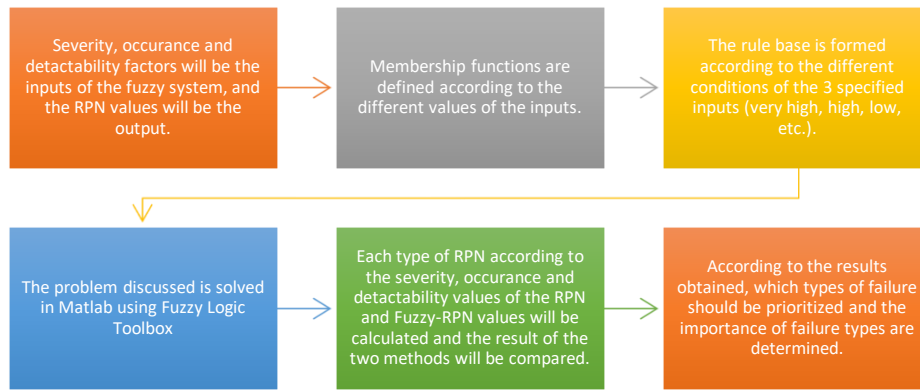 Severity, occurance and
detactability factors will be the
inputs of the fuzzy system, and
the RPN values will be the
output.
Membership functions are
defined according to the
different values of the inputs.
The rule base is formed
according to the different
conditions of the 3 specified
inputs (very high, high, low,
etc.).
The problem discussed is solved
in Matlab using Fuzzy Logic
Toolbox
Each type of RPN according to
the severity, occurance and
detactability values of the RPN
and Fuzzy-RPN values will be
calculated and the result of the
two methods will be compared.
According to the results
obtained, which types of failure
should be prioritized and the
importance of failure types are
determined.